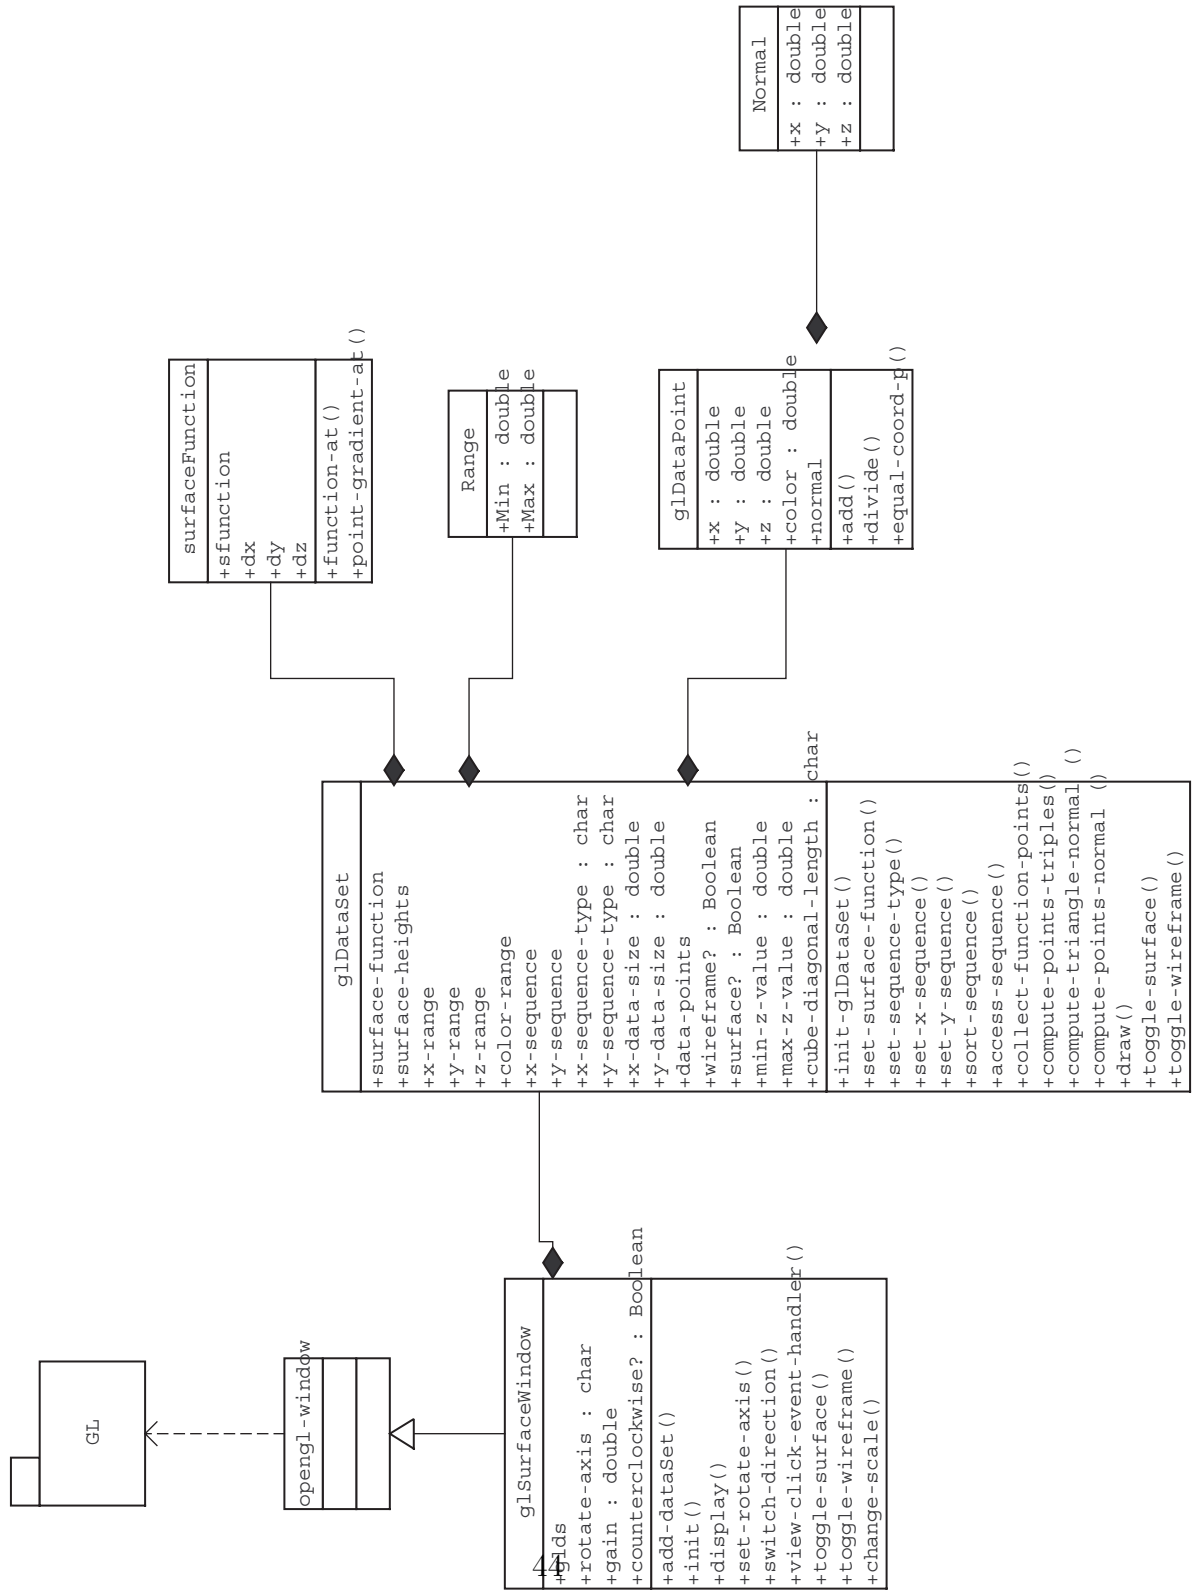 GL
opengl-window
glSurfaceWindow
+glds
+rotate-axis : char
+gain : double
+counterclockwise? : Boolean
+add-dataSet()
+init()
+display()
+set-rotate-axis()
+switch-direction()
+view-click-event-handler()
+toggle-surface()
+toggle-wireframe()
+change-scale()
glDataSet
+surface-function
+surface-heights
+x-range
+y-range
+z-range
+color-range
+x-sequence
+y-sequence
+x-sequence-type : char
+y-sequence-type : char
+x-data-size : double
+y-data-size : double
+data-points
+wireframe? : Boolean
+surface? : Boolean
+min-z-value : double
+max-z-value : double
+cube-diagonal-length : char
+init-glDataSet()
+set-surface-function()
+set-sequence-type()
+set-x-sequence()
+set-y-sequence()
+sort-sequence()
+access-sequence()
+collect-function-points()
+compute-points-triples()
+compute-triangle-normal ()
+compute-points-normal ()
+draw()
+toggle-surface()
+toggle-wireframe()
surfaceFunction
+sfunction
+dx
+dy
+dz
+function-at()
+point-gradient-at()
Range
+Min : double
+Max : double
glDataPoint
+x : double
+y : double
+z : double
+color : double
+normal
+add()
+divide()
+equal-coord-p()
Normal
+x : double
+y : double
+z : double
44